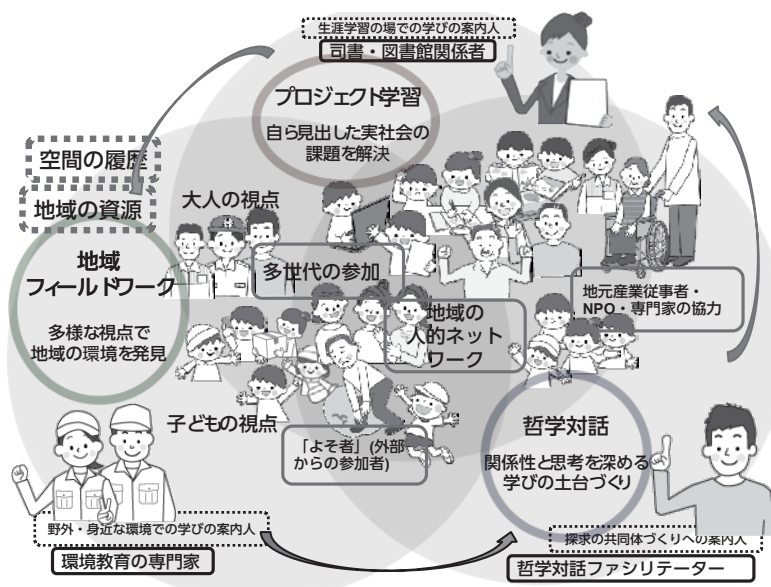 生涯学習の場での学びの案内人
司書・図書館関係者
プロジェクト学習
自ら見出した実社会の
課題を解決
空間の履歴
地域の資源
大人の視点
地域
フィールドワーク
多様な視点で
地域の環境を発見
多世代の参加
地域の
人的ネット
ワーク
地元産業従事者・
NPO・専門家の協力
子どもの視点
「よそ者」(外部
からの参加者)
哲学対話
関係性と思考を深める
学びの土台づくり
野外・身近な環境での学びの案内人
環境教育の専門家
探求の共同体づくりへの案内人
哲学対話ファシリテーター